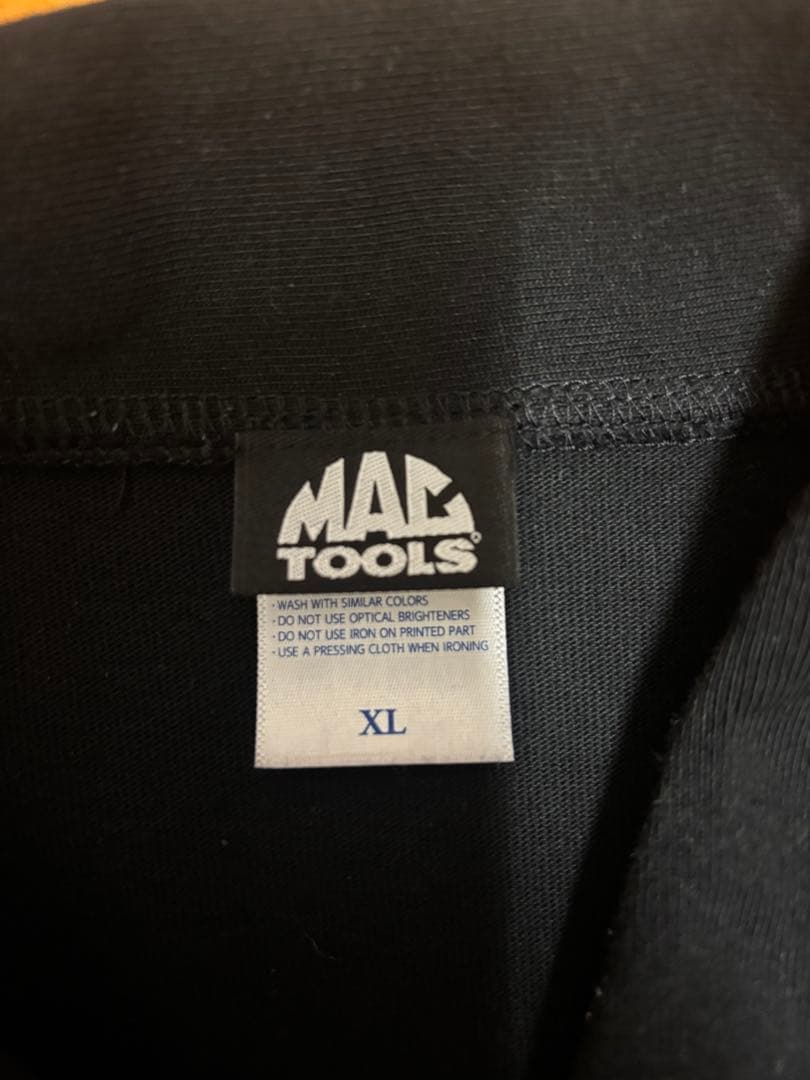 MAC
TOOLS®
· WASH WITH SIMILAR COLORS
· DO NOT USE OPTICAL BRIGHTENERS
· DO NOT USE IRON ON PRINTED PART
· USE A PRESSING CLOTH WHEN IRONING
XL